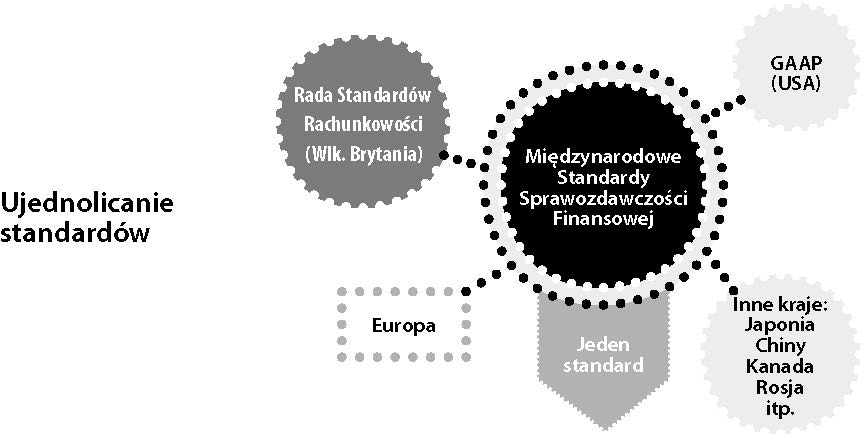 Ujednolicanie
standardów
Rada Standardów
Rachunkowości
(Wlk. Brytania)
Międzynarodowe
Standardy
Sprawozdawczości
Finansowej
GAAP
(USA)
Europa
Jeden
standard
Inne kraje:
Japonia
Chiny
Kanada
Rosja
itp.